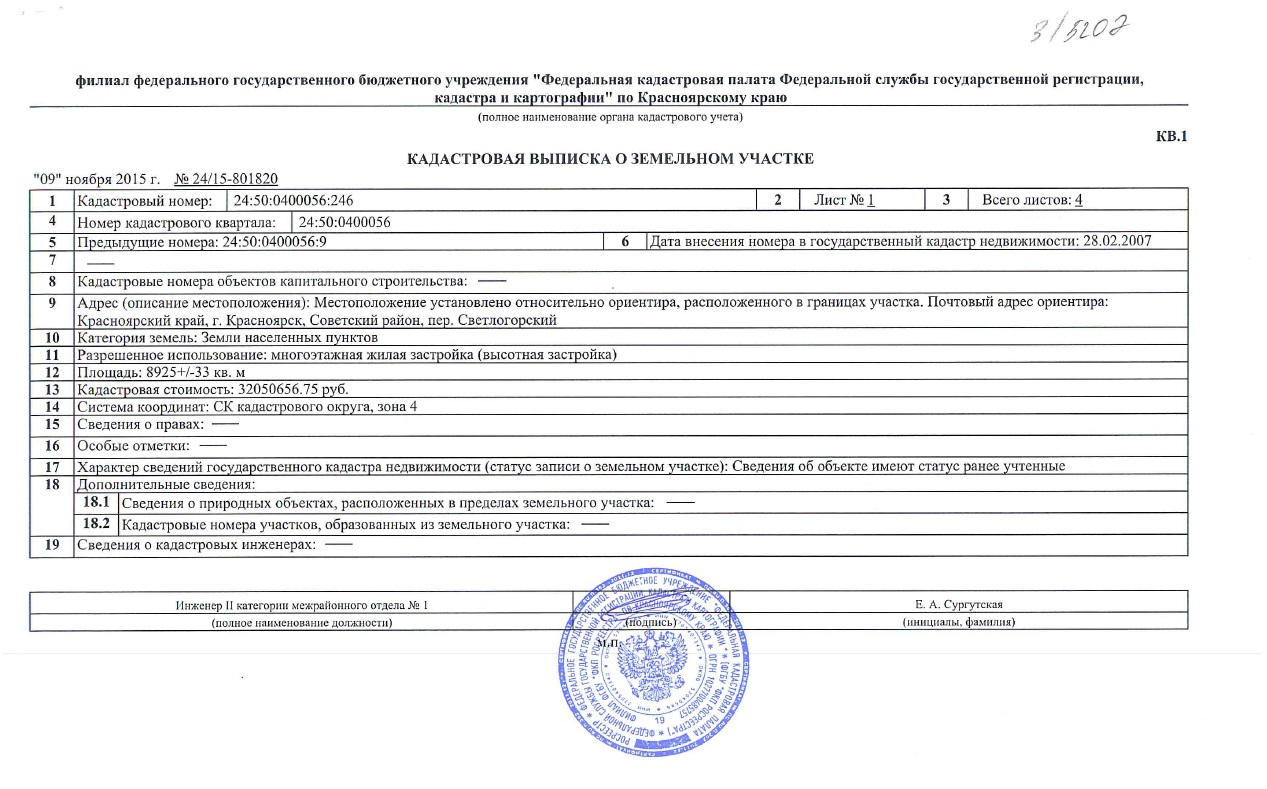 3/5202
филиал федерального государственного бюджетного учреждения "Федеральная кадастровая палата Федеральной службы государственной регистрации,
кадастра и картографии" по Красноярскому краю
(полное наименование органа кадастрового учета)
КВ.1
КАДАСТРОВАЯ ВЫПИСКА О ЗЕМЕЛЬНОМ УЧАСТКЕ
"09" ноября 2015 г. № 24/15-801820
1 Кадастровый номер: 24:50:0400056:246 2 Лист № 1 3 Всего листов: 4
4 Номер кадастрового квартала: 24:50:0400056
5 Предыдущие номера: 24:50:0400056:9 6 Дата внесения номера в государственный кадастр недвижимости: 28.02.2007
7 ——
8 Кадастровые номера объектов капитального строительства: ——
9 Адрес (описание местоположения): Местоположение установлено относительно ориентира, расположенного в границах участка. Почтовый адрес ориентира:
Красноярский край, г. Красноярск, Советский район, пер. Светлогорский
10 Категория земель: Земли населенных пунктов
11 Разрешенное использование: многоэтажная жилая застройка (высотная застройка)
12 Площадь: 8925+/-33 кв. м
13 Кадастровая стоимость: 32050656.75 руб.
14 Система координат: СК кадастрового округа, зона 4
15 Сведения о правах: ——
16 Особые отметки: ——
17 Характер сведений государственного кадастра недвижимости (статус записи о земельном участке): Сведения об объекте имеют статус ранее учтенные
18 Дополнительные сведения:
18.1 Сведения о природных объектах, расположенных в пределах земельного участка: ——
18.2 Кадастровые номера участков, образованных из земельного участка: ——
19 Сведения о кадастровых инженерах: ——
Инженер II категории межрайонного отдела № 1 Е. А. Сургутская
(полное наименование должности) (подпись) (инициалы, фамилия)
М.П.
19